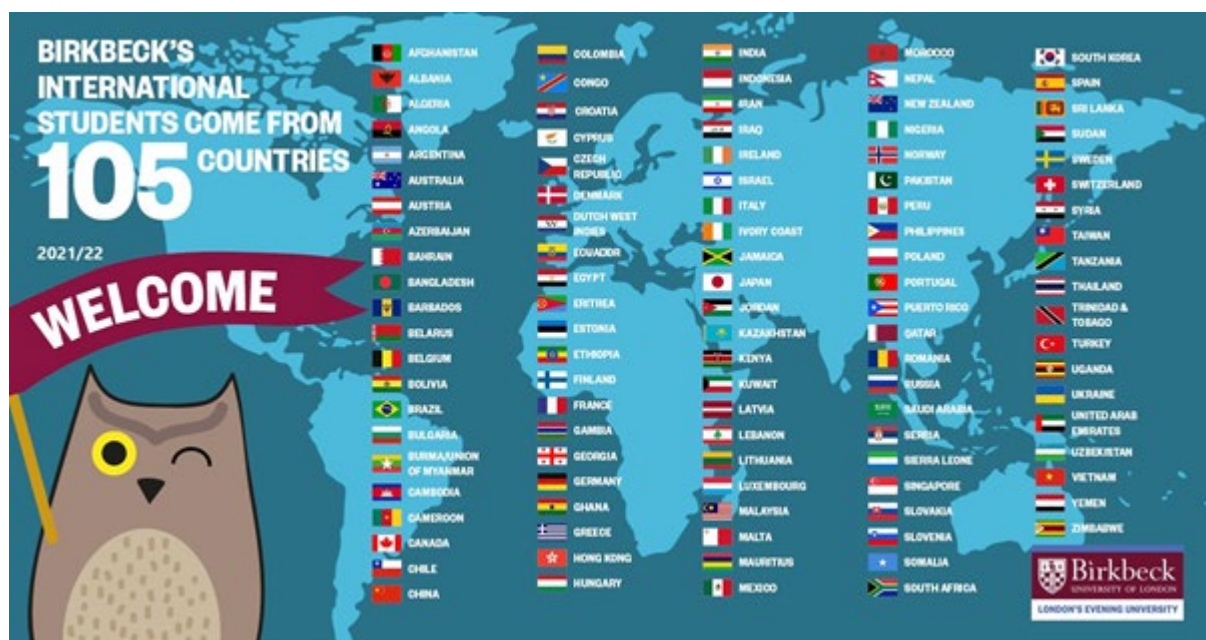 BIRKBECK'S
INTERNATIONAL
STUDENTS COME FROM
105 COUNTRIES
2021/22
WELCOME
AFGHANISTAN
ALBANIA
ALGERIA
ANGOLA
ARGENTINA
AUSTRALIA
AUSTRIA
AZERBAIJAN
BAHRAIN
BANGLADESH
BARBADOS
BELARUS
BELGIUM
BOLIVIA
BRAZIL
BULGARIA
BURMA/UNION
OF MYANMAR
CAMBODIA
CAMEROON
CANADA
CHILE
CHINA
COLOMBIA
CONGO
CROATIA
CYPRUS
CZECH
REPUBLIC
DENMARK
DUTCH WEST
INDIES
ECUADOR
EGYPT
ERITREA
ESTONIA
ETHIOPIA
FINLAND
FRANCE
GAMBIA
GEORGIA
GERMANY
GHANA
GREECE
HONG KONG
HUNGARY
INDIA
INDONESIA
IRAN
IRAQ
IRELAND
ISRAEL
ITALY
IVORY COAST
JAMAICA
JAPAN
JORDAN
KAZAKHSTAN
KENYA
KUWAIT
LATVIA
LEBANON
LITHUANIA
LUXEMBOURG
MALAYSIA
MALTA
MAURITIUS
MEXICO
MOROCCO
NEPAL
NEW ZEALAND
NIGERIA
NORWAY
PAKISTAN
PERU
PHILIPPINES
POLAND
PORTUGAL
PUERTO RICO
QATAR
ROMANIA
RUSSIA
SAUDI ARABIA
SERBIA
SIERRA LEONE
SINGAPORE
SLOVAKIA
SLOVENIA
SOMALIA
SOUTH AFRICA
SOUTH KOREA
SPAIN
SRI LANKA
SUDAN
SWEDEN
SWITZERLAND
SYRIA
TAIWAN
TANZANIA
THAILAND
TRINIDAD &
TOBAGO
TURKEY
UGANDA
UKRAINE
UNITED ARAB
EMIRATES
UZBEKISTAN
VIETNAM
YEMEN
ZIMBABWE
Birkbeck
UNIVERSITY OF LONDON
LONDON'S EVENING UNIVERSITY